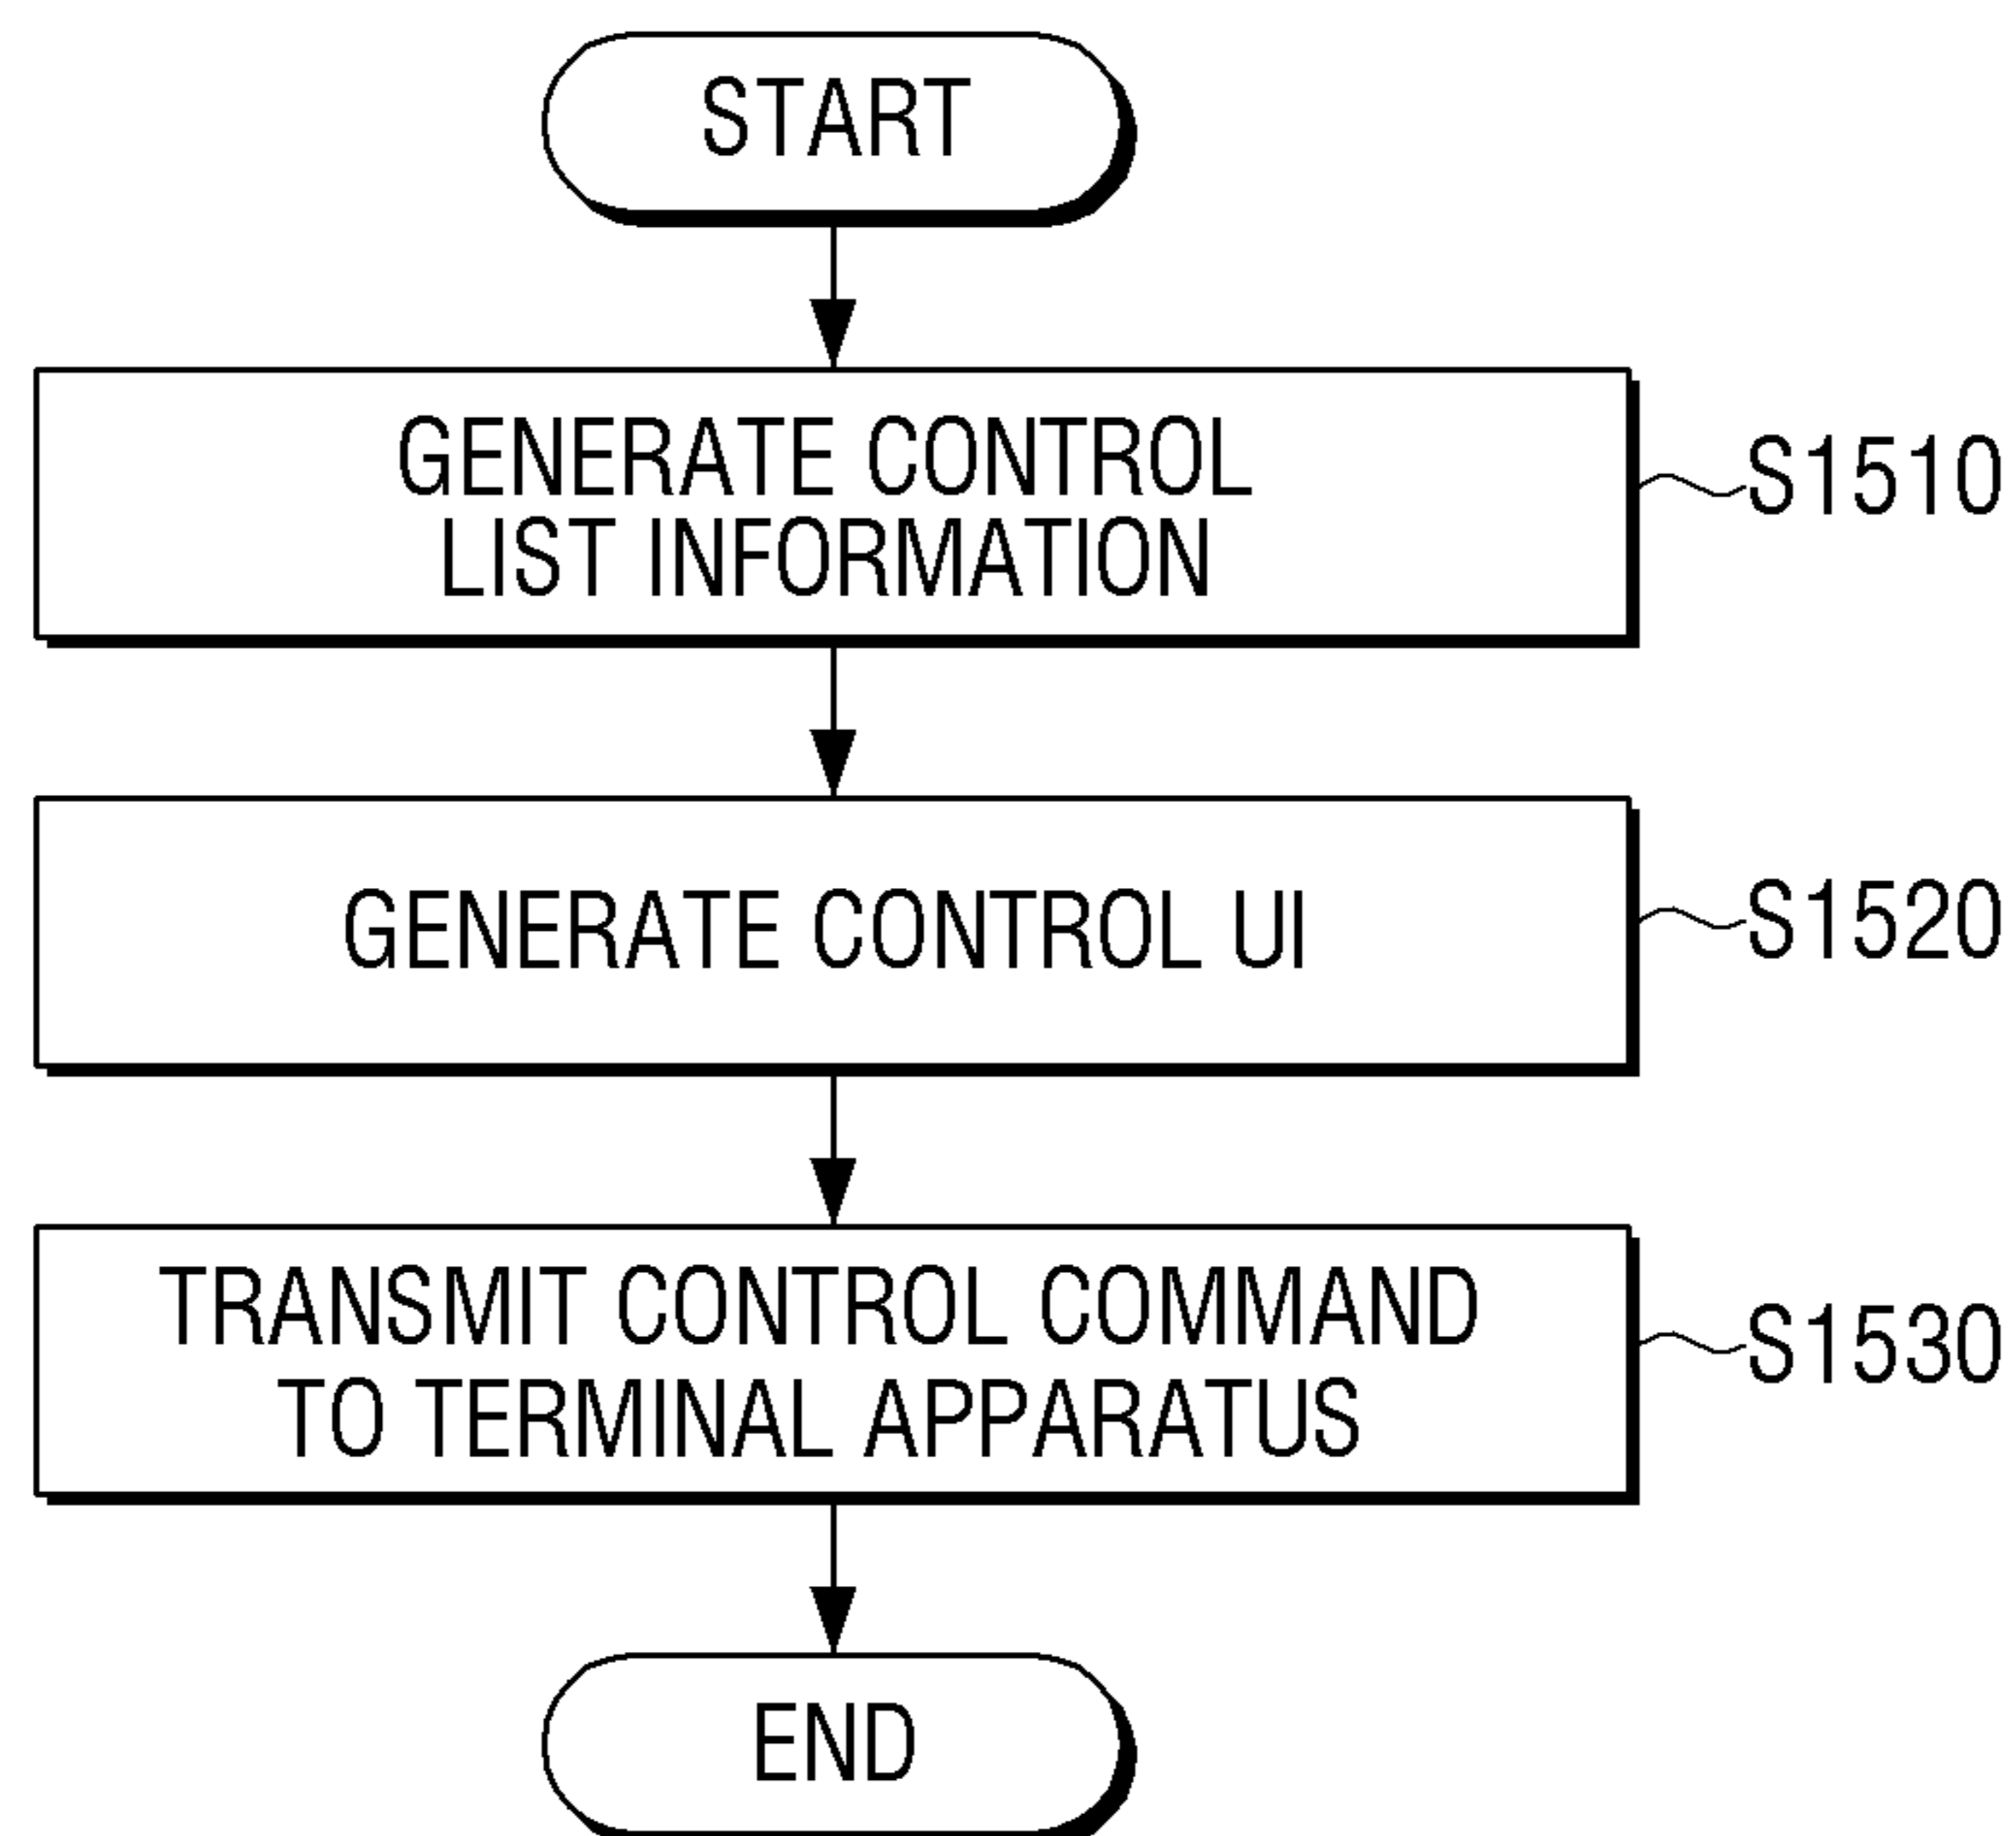 START
GENERATE CONTROL
LIST INFORMATION
S1510
GENERATE CONTROL UI
S1520
TRANSMIT CONTROL COMMAND
TO TERMINAL APPARATUS
S1530
END